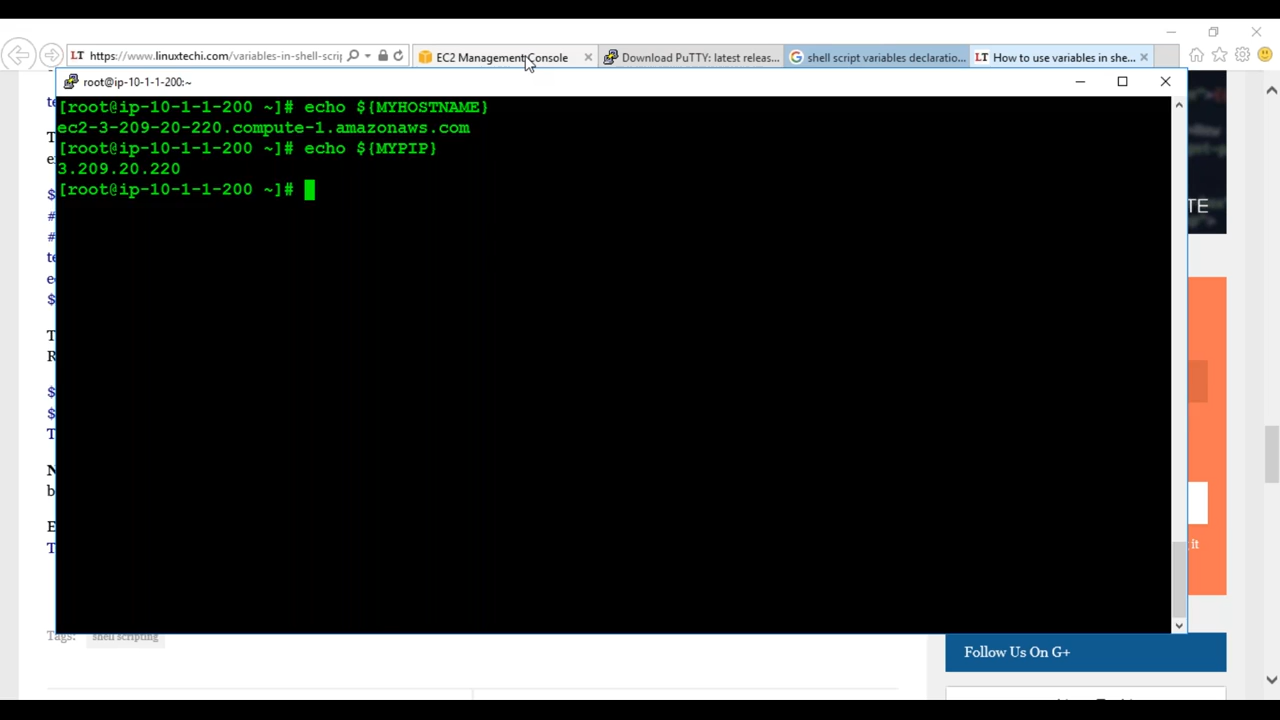 https://www.linuxtechi.com/variables-in-shell-scrip
EC2 Management Console
Download PuTTY: latest releas...
shell script variables declaratio...
LT How to use variables in she...
root@ip-10-1-1-200:~
[root@ip-10-1-1-200 ~]# echo ${MYHOSTNAME}
ec2-3-209-20-220.compute-1.amazonaws.com
[root@ip-10-1-1-200 ~]# echo ${MYPIP}
3.209.20.220
[root@ip-10-1-1-200 ~]#
TE
it
Tags: shell scripting
Follow Us On G+